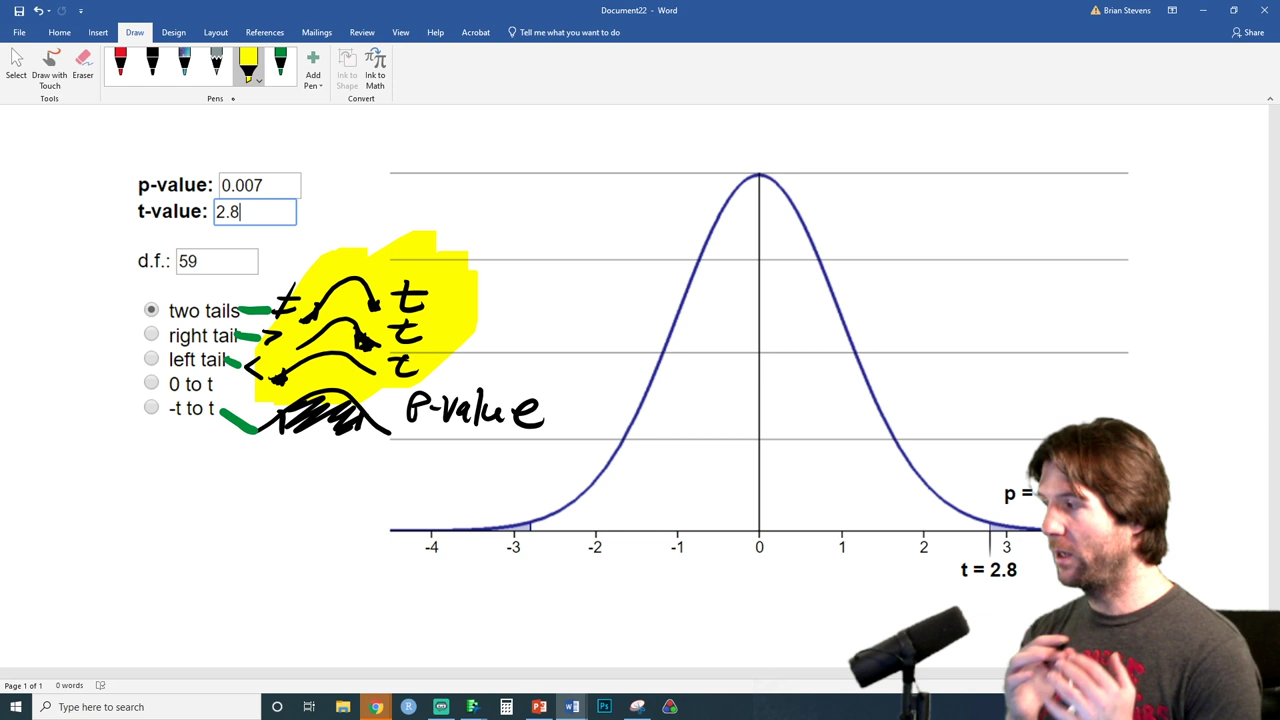 Document22 - Word
Brian Stevens
File Home Insert Draw Design Layout References Mailings Review View Help Acrobat Tell me what you want to do Share
Select
Draw with Touch
Eraser
Add Pen
Ink to Shape
Ink to Math
Tools
Pens
Convert
p-value: 0.007
t-value: 2.8
d.f.: 59
two tails ≠ t
right tail > t
left tail < t
0 to t
-t to t P-value
p =
-4 -3 -2 -1 0 1 2 3
t = 2.8
Page 1 of 1 0 words
Type here to search